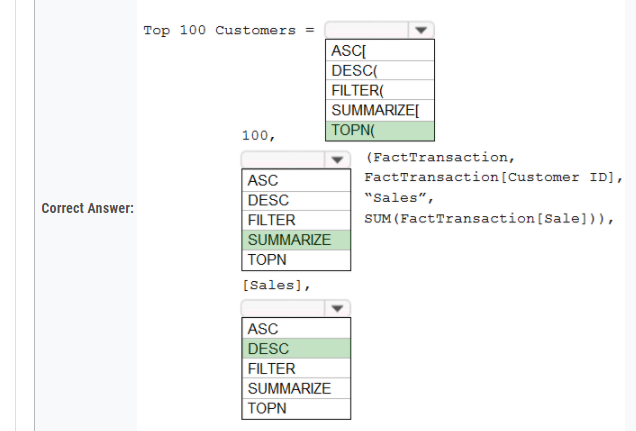 Top 100 Customers =
ASC[
DESC(
FILTER(
SUMMARIZE[
TOPN(
100,
(FactTransaction,
FactTransaction[Customer ID],
“Sales”,
SUM(FactTransaction[Sale])),
ASC
DESC
FILTER
SUMMARIZE
TOPN
Correct Answer:
[Sales],
ASC
DESC
FILTER
SUMMARIZE
TOPN